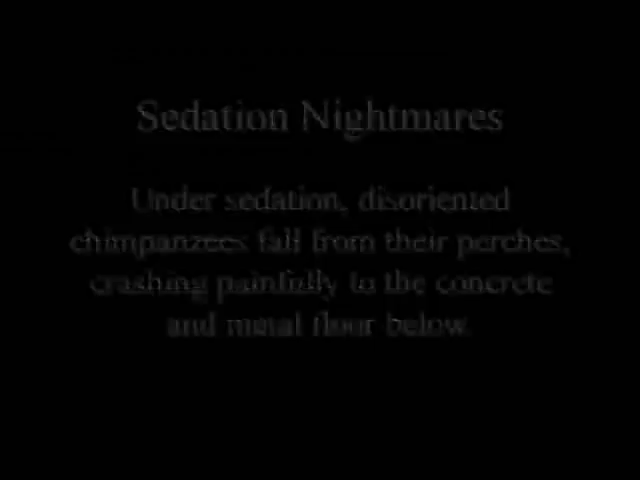 Sedation Nightmares
Under sedation, disoriented
chimpanzees fall from their perches,
crashing painfully to the concrete
and metal floor below.